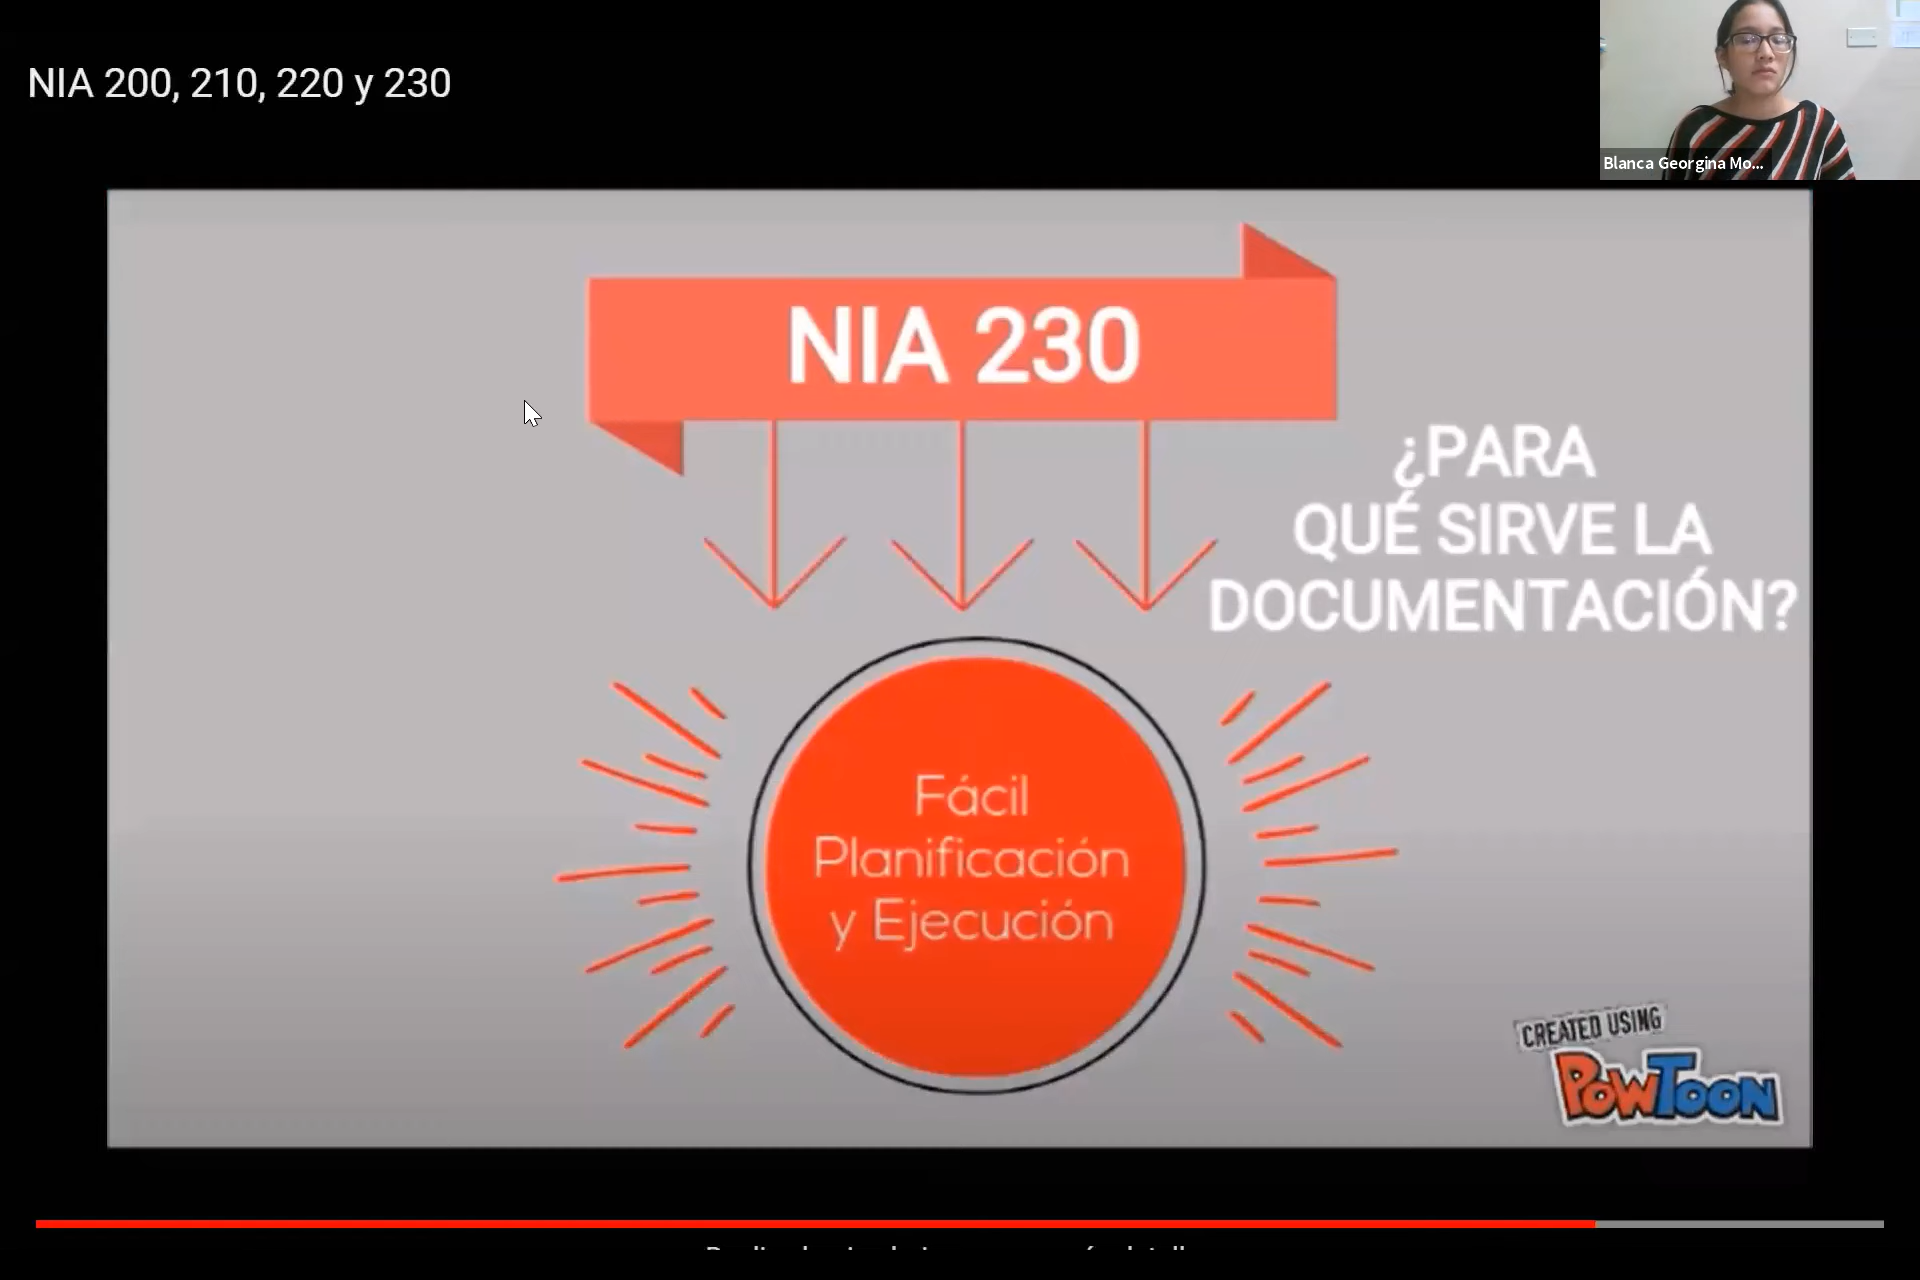 NIA 200, 210, 220 y 230
Blanca Georgina Mo...
NIA 230
¿PARA
QUÉ SIRVE LA
DOCUMENTACIÓN?
Fácil
Planificación
y Ejecución
CREATED USING
POWTOON